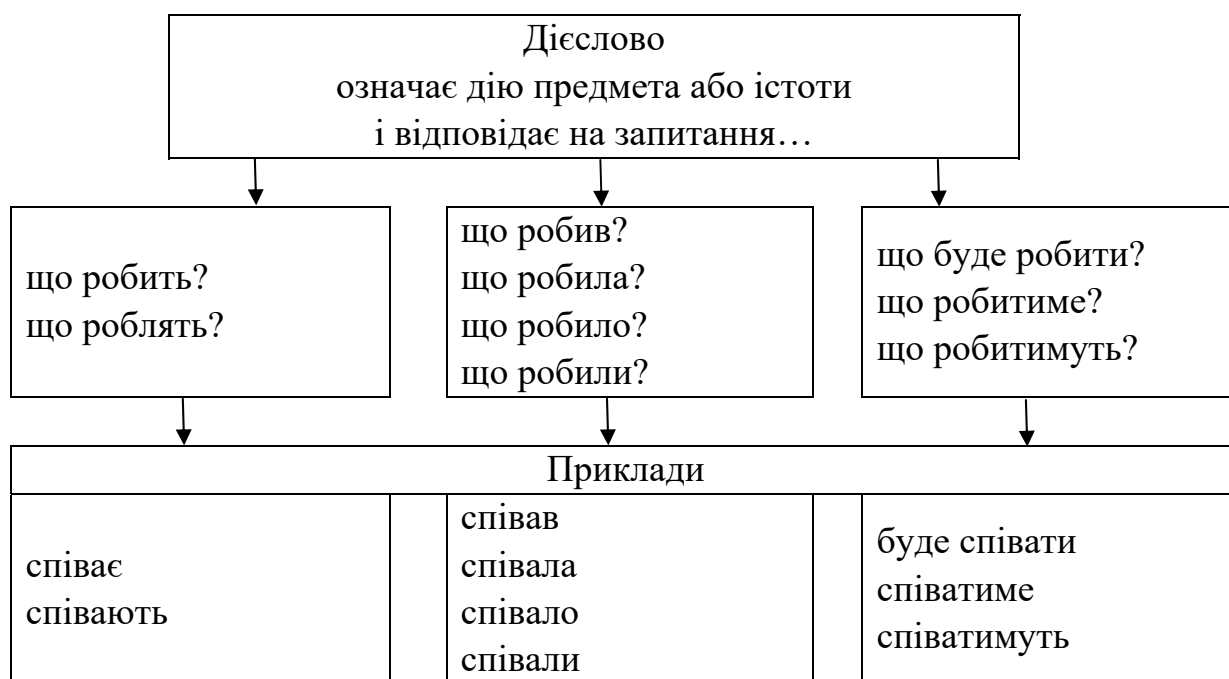 Дієслово
означає дію предмета або істоти
і відповідає на запитання…
що робить?
що роблять?
що робив?
що робила?
що робило?
що робили?
що буде робити?
що робитиме?
що робитимуть?
Приклади
співає
співають
співав
співала
співало
співали
буде співати
співатиме
співатимуть